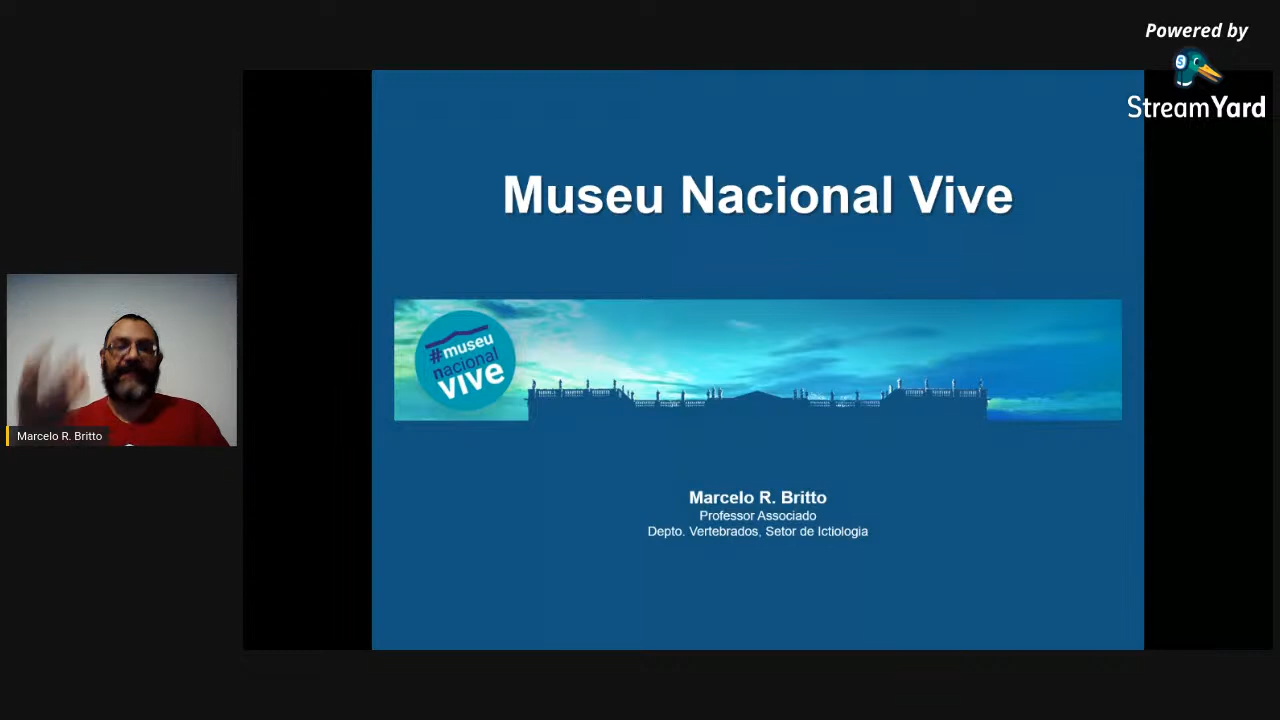 Powered by
StreamYard
Museu Nacional Vive
#museu
nacional
vive
Marcelo R. Britto
Marcelo R. Britto
Professor Associado
Depto. Vertebrados, Setor de Ictiologia